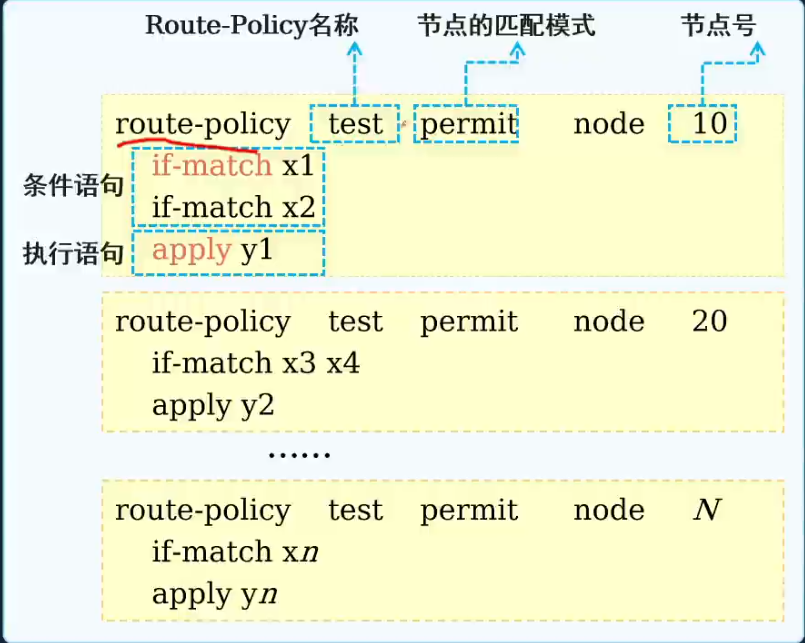 Route-Policy名称 节点的匹配模式 节点号
route-policy test permit node 10
条件语句 if-match x1
if-match x2
执行语句 apply y1
route-policy test permit node 20
if-match x3 x4
apply y2
······
route-policy test permit node N
if-match xn
apply yn